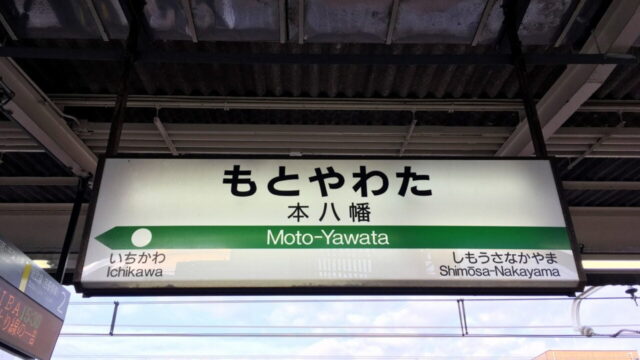 もとやわた
本八幡
Moto-Yawata
いちかわ
Ichikawa
しもうさなかやま
Shimōsa-Nakayama
2